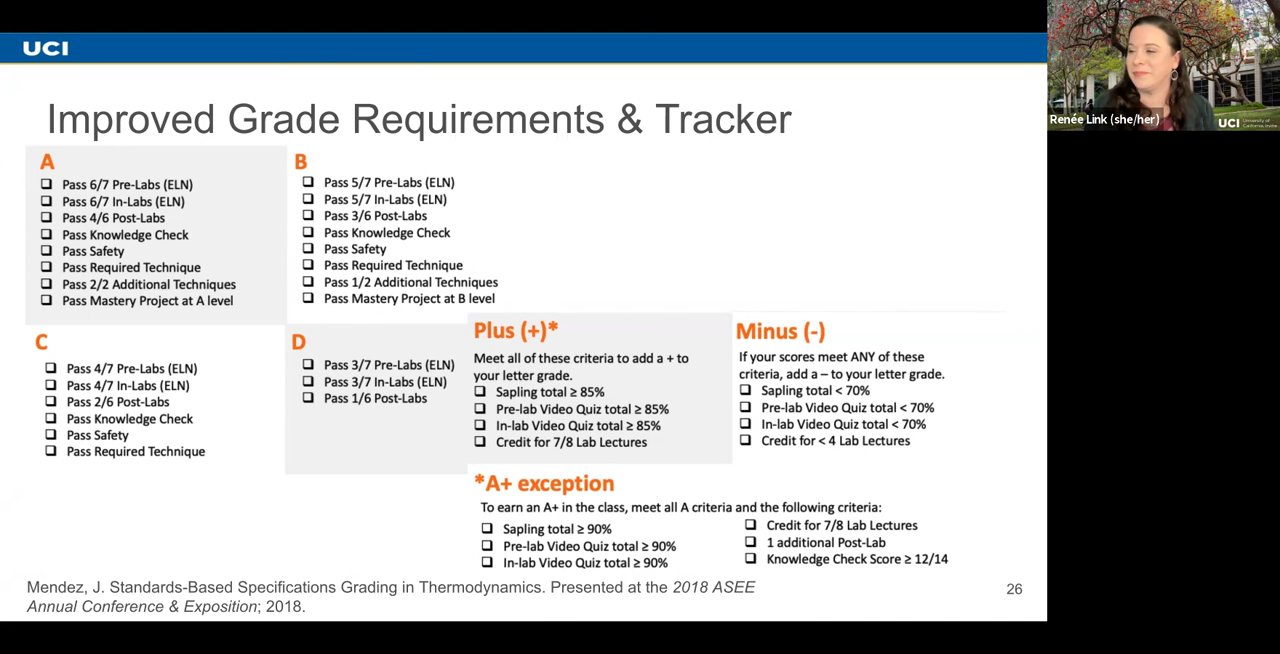 UCI
Improved Grade Requirements & Tracker
A
❑ Pass 6/7 Pre-Labs (ELN)
❑ Pass 6/7 In-Labs (ELN)
❑ Pass 4/6 Post-Labs
❑ Pass Knowledge Check
❑ Pass Safety
❑ Pass Required Technique
❑ Pass 2/2 Additional Techniques
❑ Pass Mastery Project at A level
B
❑ Pass 5/7 Pre-Labs (ELN)
❑ Pass 5/7 In-Labs (ELN)
❑ Pass 3/6 Post-Labs
❑ Pass Knowledge Check
❑ Pass Safety
❑ Pass Required Technique
❑ Pass 1/2 Additional Techniques
❑ Pass Mastery Project at B level
C
❑ Pass 4/7 Pre-Labs (ELN)
❑ Pass 4/7 In-Labs (ELN)
❑ Pass 2/6 Post-Labs
❑ Pass Knowledge Check
❑ Pass Safety
❑ Pass Required Technique
D
❑ Pass 3/7 Pre-Labs (ELN)
❑ Pass 3/7 In-Labs (ELN)
❑ Pass 1/6 Post-Labs
Plus (+)*
Meet all of these criteria to add a + to
your letter grade.
❑ Sapling total ≥ 85%
❑ Pre-lab Video Quiz total ≥ 85%
❑ In-lab Video Quiz total ≥ 85%
❑ Credit for 7/8 Lab Lectures
Minus (-)
If your scores meet ANY of these
criteria, add a – to your letter grade.
❑ Sapling total < 70%
❑ Pre-lab Video Quiz total < 70%
❑ In-lab Video Quiz total < 70%
❑ Credit for < 4 Lab Lectures
*A+ exception
To earn an A+ in the class, meet all A criteria and the following criteria:
❑ Sapling total ≥ 90%
❑ Pre-lab Video Quiz total ≥ 90%
❑ In-lab Video Quiz total ≥ 90%
❑ Credit for 7/8 Lab Lectures
❑ 1 additional Post-Lab
❑ Knowledge Check Score ≥ 12/14
Mendez, J. Standards-Based Specifications Grading in Thermodynamics. Presented at the 2018 ASEE
Annual Conference & Exposition; 2018.
26
Renée Link (she/her)
UCI University of
California, Irvine